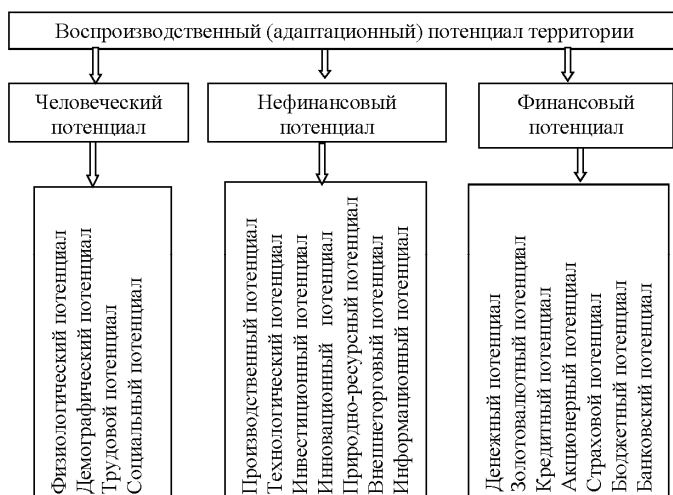 Воспроизводственный (адаптационный) потенциал территории
Человеческий
потенциал
Нефинансовый
потенциал
Финансовый
потенциал
Физиологический потенциал
Демографический потенциал
Трудовой потенциал
Социальный потенциал
Производственный потенциал
Технологический потенциал
Инвестиционный потенциал
Инновационный потенциал
Природно-ресурсный потенциал
Внешнеторговый потенциал
Информационный потенциал
Денежный потенциал
Золотовалютный потенциал
Кредитный потенциал
Акционерный потенциал
Страховой потенциал
Бюджетный потенциал
Банковский потенциал